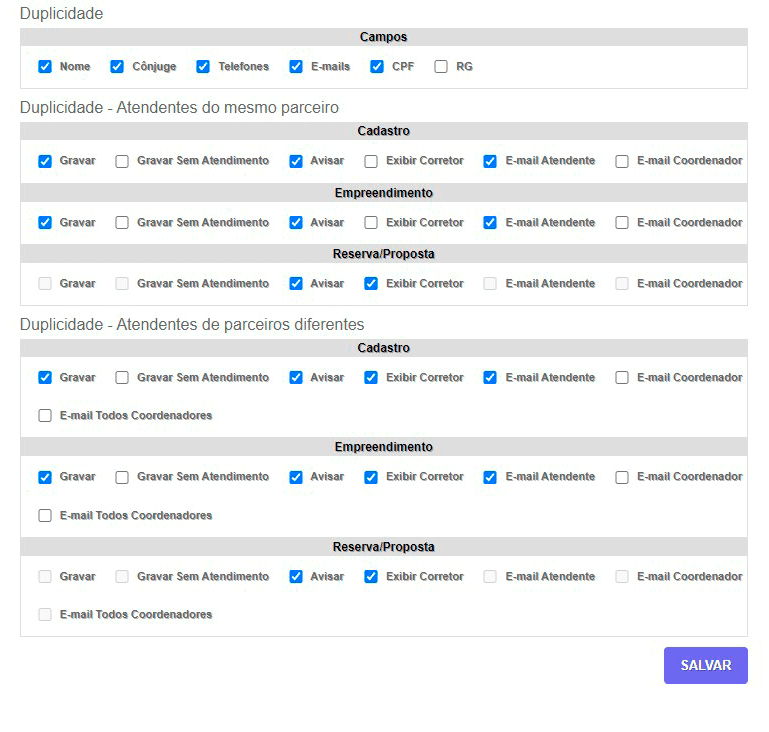 Duplicidade
Campos
Nome Cônjuge Telefones E-mails CPF RG
Duplicidade - Atendentes do mesmo parceiro
Cadastro
Gravar Gravar Sem Atendimento Avisar Exibir Corretor E-mail Atendente E-mail Coordenador
Empreendimento
Gravar Gravar Sem Atendimento Avisar Exibir Corretor E-mail Atendente E-mail Coordenador
Reserva/Proposta
Gravar Gravar Sem Atendimento Avisar Exibir Corretor E-mail Atendente E-mail Coordenador
Duplicidade - Atendentes de parceiros diferentes
Cadastro
Gravar Gravar Sem Atendimento Avisar Exibir Corretor E-mail Atendente E-mail Coordenador
E-mail Todos Coordenadores
Empreendimento
Gravar Gravar Sem Atendimento Avisar Exibir Corretor E-mail Atendente E-mail Coordenador
E-mail Todos Coordenadores
Reserva/Proposta
Gravar Gravar Sem Atendimento Avisar Exibir Corretor E-mail Atendente E-mail Coordenador
E-mail Todos Coordenadores
SALVAR